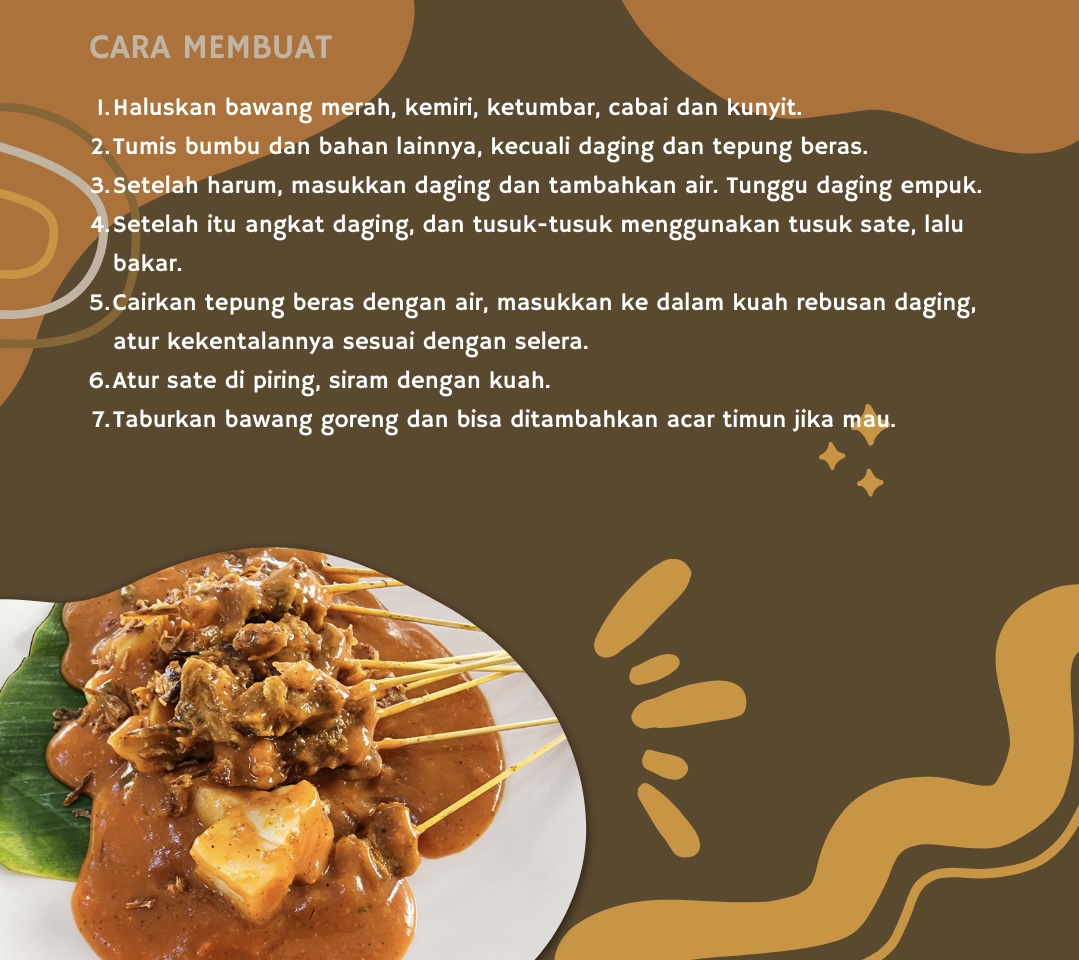 CARA MEMBUAT
1. Haluskan bawang merah, kemiri, ketumbar, cabai dan kunyit.
2. Tumis bumbu dan bahan lainnya, kecuali daging dan tepung beras.
3. Setelah harum, masukkan daging dan tambahkan air. Tunggu daging empuk.
4. Setelah itu angkat daging, dan tusuk-tusuk menggunakan tusuk sate, lalu
bakar.
5. Cairkan tepung beras dengan air, masukkan ke dalam kuah rebusan daging,
atur kekentalannya sesuai dengan selera.
6. Atur sate di piring, siram dengan kuah.
7. Taburkan bawang goreng dan bisa ditambahkan acar timun jika mau.